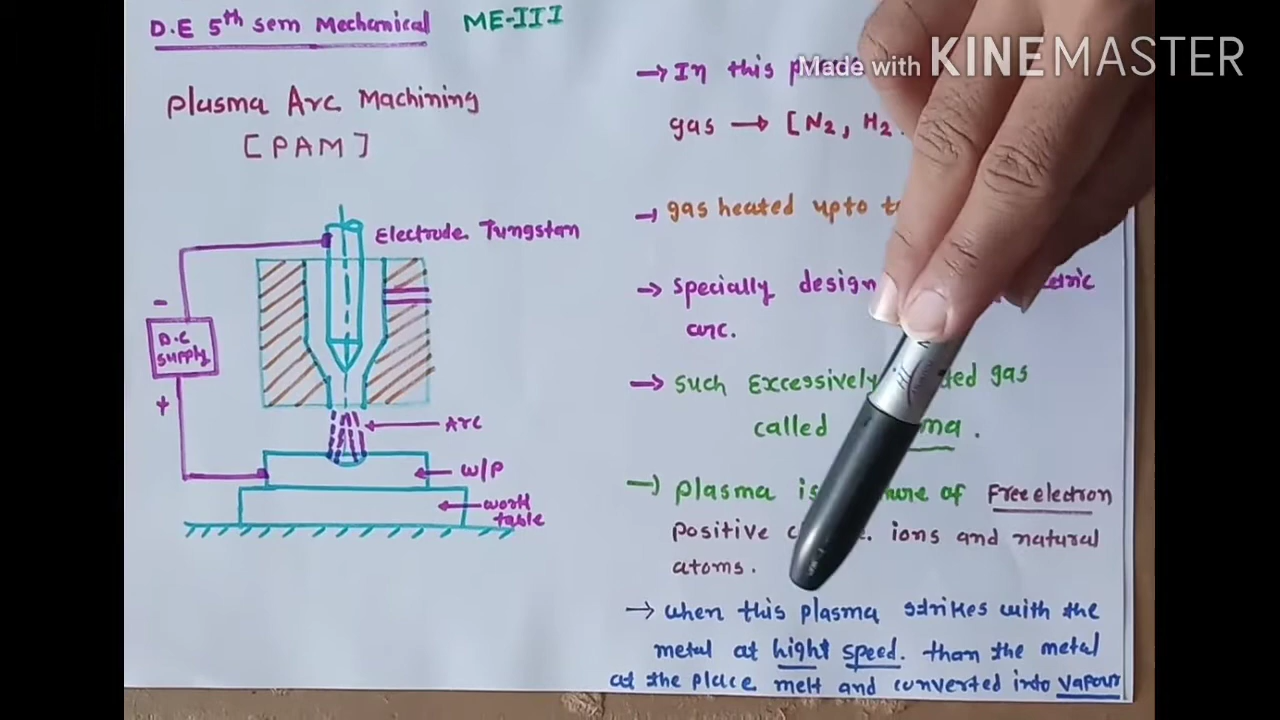 D.E 5th sem Mechanical ME-III
Made with KINEMASTER
Plasma Arc Machining
[PAM]
Electrode Tungstan
-
D.C
supply
+
Arc
W/P
work
table
→ In this
gas → [N2, H2
→ gas heated upto
→ Specially design
arc.
→ Such Excessively gas
called .
→ Plasma is of Free electron
positive ions and natural
atoms.
→ when this plasma strikes with the
metal at hight speed. than the metal
at the place melt and converted into vapour